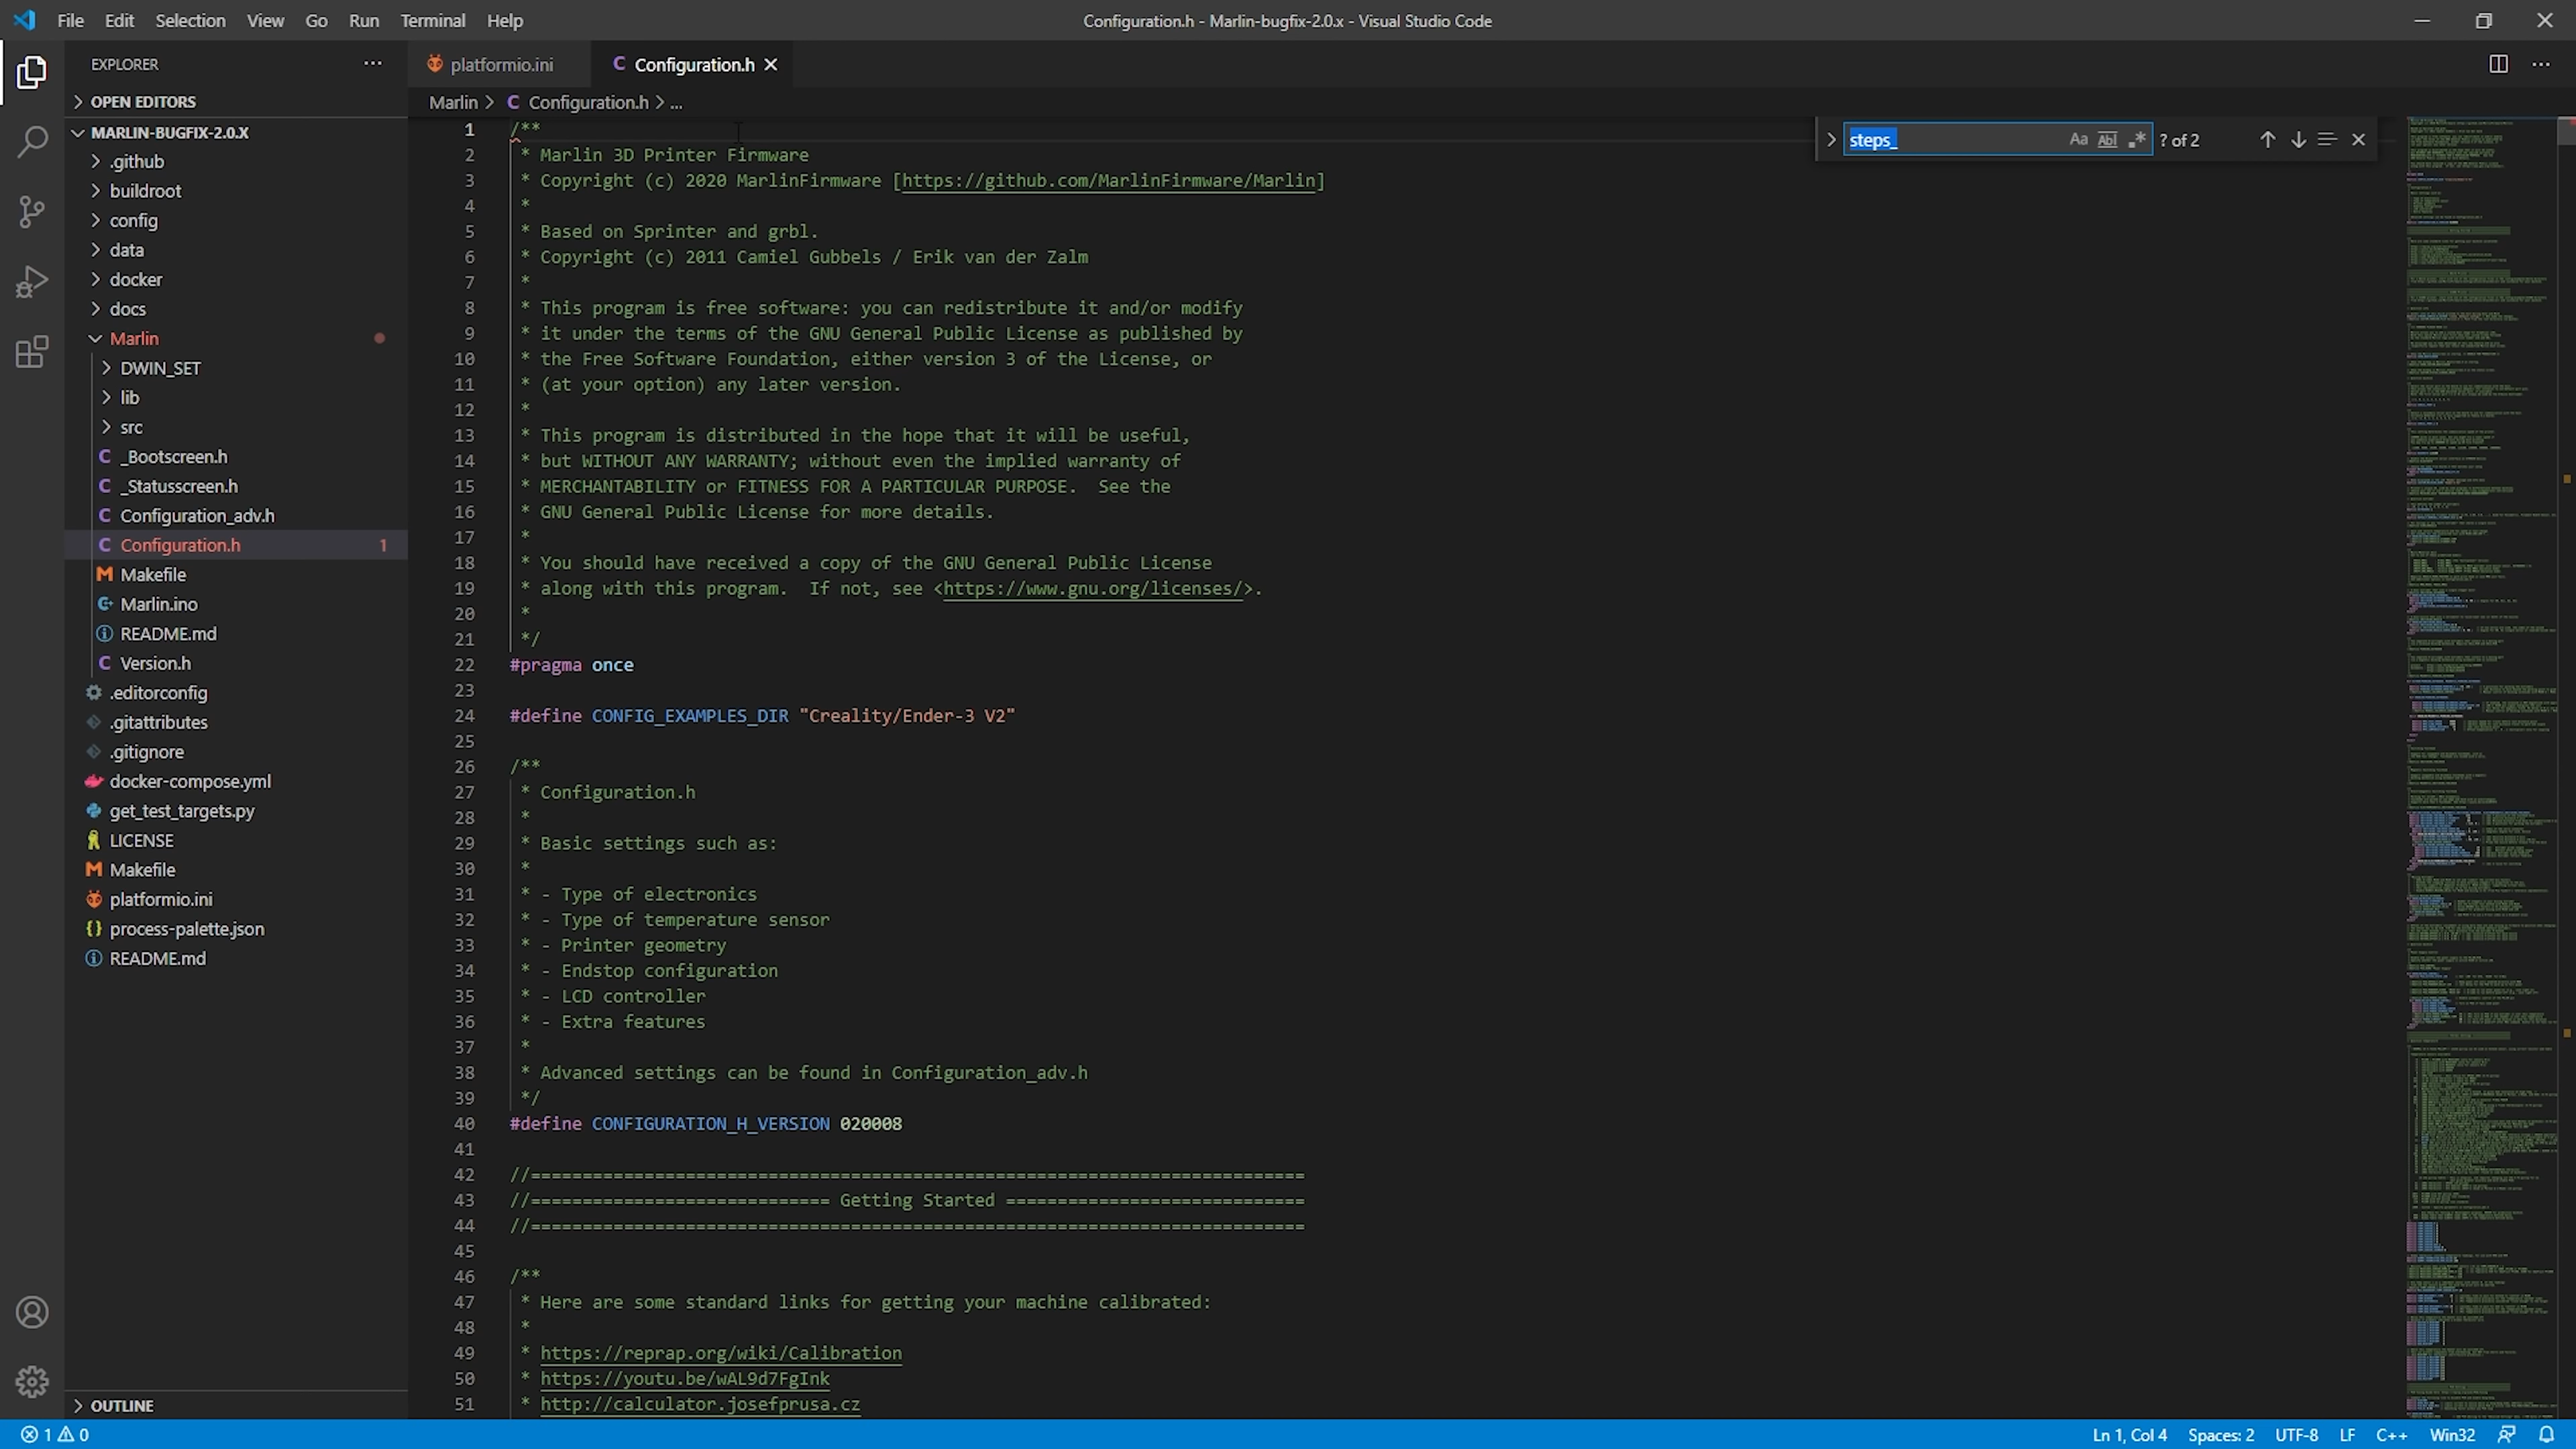 File Edit Selection View Go Run Terminal Help
Configuration.h - Marlin-bugfix-2.0.x - Visual Studio Code
EXPLORER
OPEN EDITORS
MARLIN-BUGFIX-2.0.X
.github
buildroot
config
data
docker
docs
Marlin
DWIN_SET
lib
src
_Bootscreen.h
_Statusscreen.h
Configuration_adv.h
Configuration.h 1
Makefile
Marlin.ino
README.md
Version.h
.editorconfig
.gitattributes
.gitignore
docker-compose.yml
get_test_targets.py
LICENSE
Makefile
platformio.ini
process-palette.json
README.md
OUTLINE
platformio.ini
Configuration.h
Marlin > C Configuration.h > ...
steps_
Aa Abl .* ? of 2
1 /**
2 * Marlin 3D Printer Firmware
3 * Copyright (c) 2020 MarlinFirmware [https://github.com/MarlinFirmware/Marlin]
4 *
5 * Based on Sprinter and grbl.
6 * Copyright (c) 2011 Camiel Gubbels / Erik van der Zalm
7 *
8 * This program is free software: you can redistribute it and/or modify
9 * it under the terms of the GNU General Public License as published by
10 * the Free Software Foundation, either version 3 of the License, or
11 * (at your option) any later version.
12 *
13 * This program is distributed in the hope that it will be useful,
14 * but WITHOUT ANY WARRANTY; without even the implied warranty of
15 * MERCHANTABILITY or FITNESS FOR A PARTICULAR PURPOSE.  See the
16 * GNU General Public License for more details.
17 *
18 * You should have received a copy of the GNU General Public License
19 * along with this program.  If not, see <https://www.gnu.org/licenses/>.
20 *
21 */
22 #pragma once
23
24 #define CONFIG_EXAMPLES_DIR "Creality/Ender-3 V2"
25
26 /**
27 * Configuration.h
28 *
29 * Basic settings such as:
30 *
31 * - Type of electronics
32 * - Type of temperature sensor
33 * - Printer geometry
34 * - Endstop configuration
35 * - LCD controller
36 * - Extra features
37 *
38 * Advanced settings can be found in Configuration_adv.h
39 */
40 #define CONFIGURATION_H_VERSION 020008
41
42 //===========================================================================
43 //============================= Getting Started =============================
44 //===========================================================================
45
46 /**
47 * Here are some standard links for getting your machine calibrated:
48 *
49 * https://reprap.org/wiki/Calibration
50 * https://youtu.be/wAL9d7FgInk
51 * http://calculator.josefprusa.cz
1 0
Ln 1, Col 4 Spaces: 2 UTF-8 LF C++ Win32